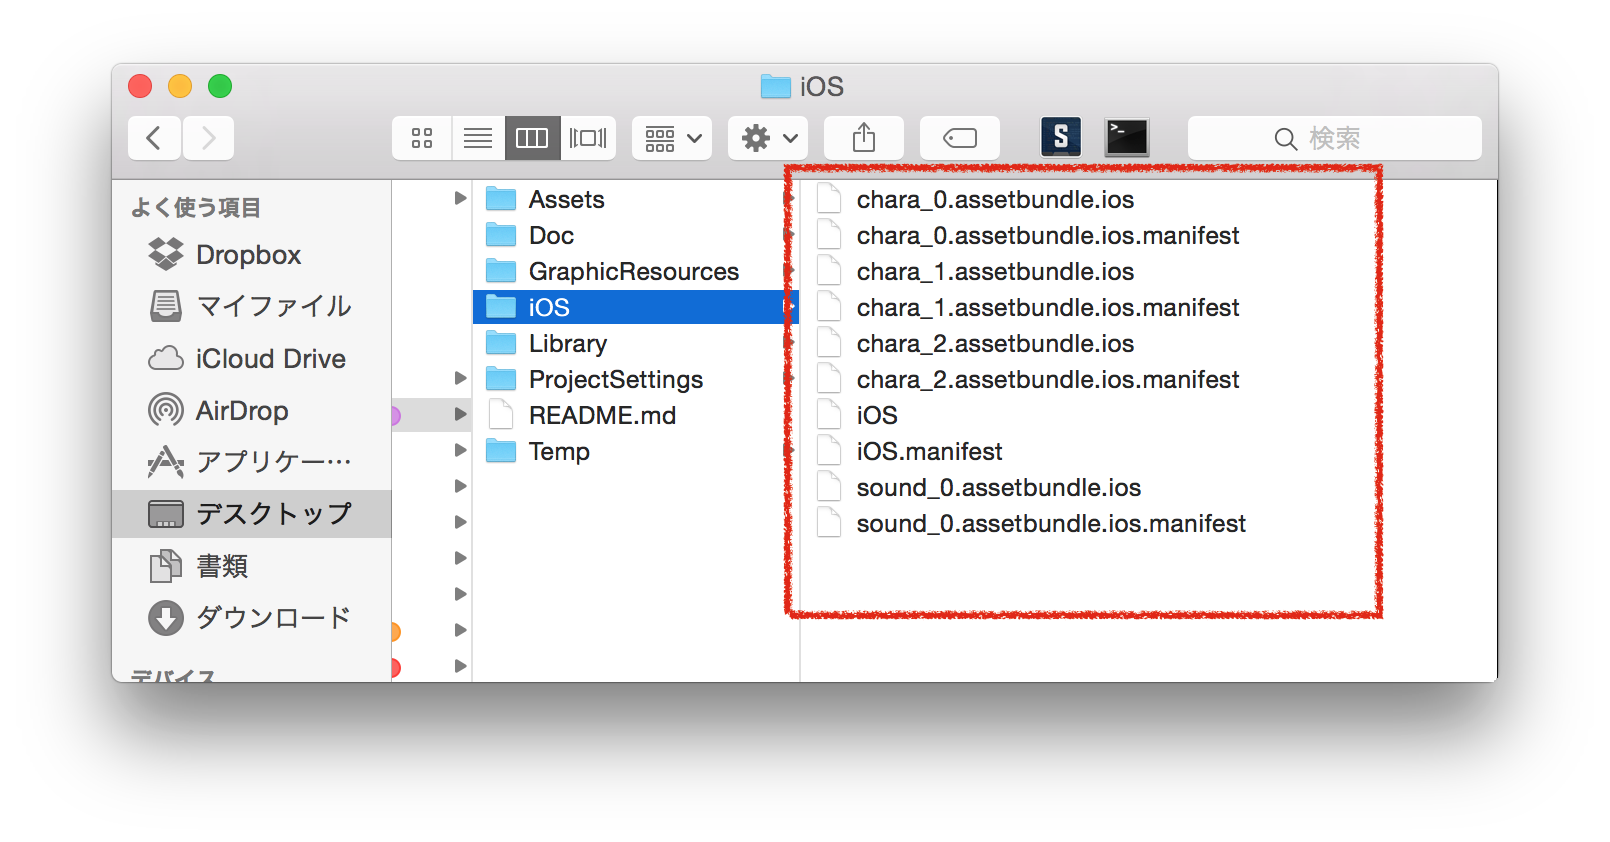 iOS
検索
よく使う項目
Dropbox
マイファイル
iCloud Drive
AirDrop
アプリケー…
デスクトップ
書類
ダウンロード
デバイス
Assets
Doc
GraphicResources
iOS
Library
ProjectSettings
README.md
Temp
chara_0.assetbundle.ios
chara_0.assetbundle.ios.manifest
chara_1.assetbundle.ios
chara_1.assetbundle.ios.manifest
chara_2.assetbundle.ios
chara_2.assetbundle.ios.manifest
iOS
iOS.manifest
sound_0.assetbundle.ios
sound_0.assetbundle.ios.manifest